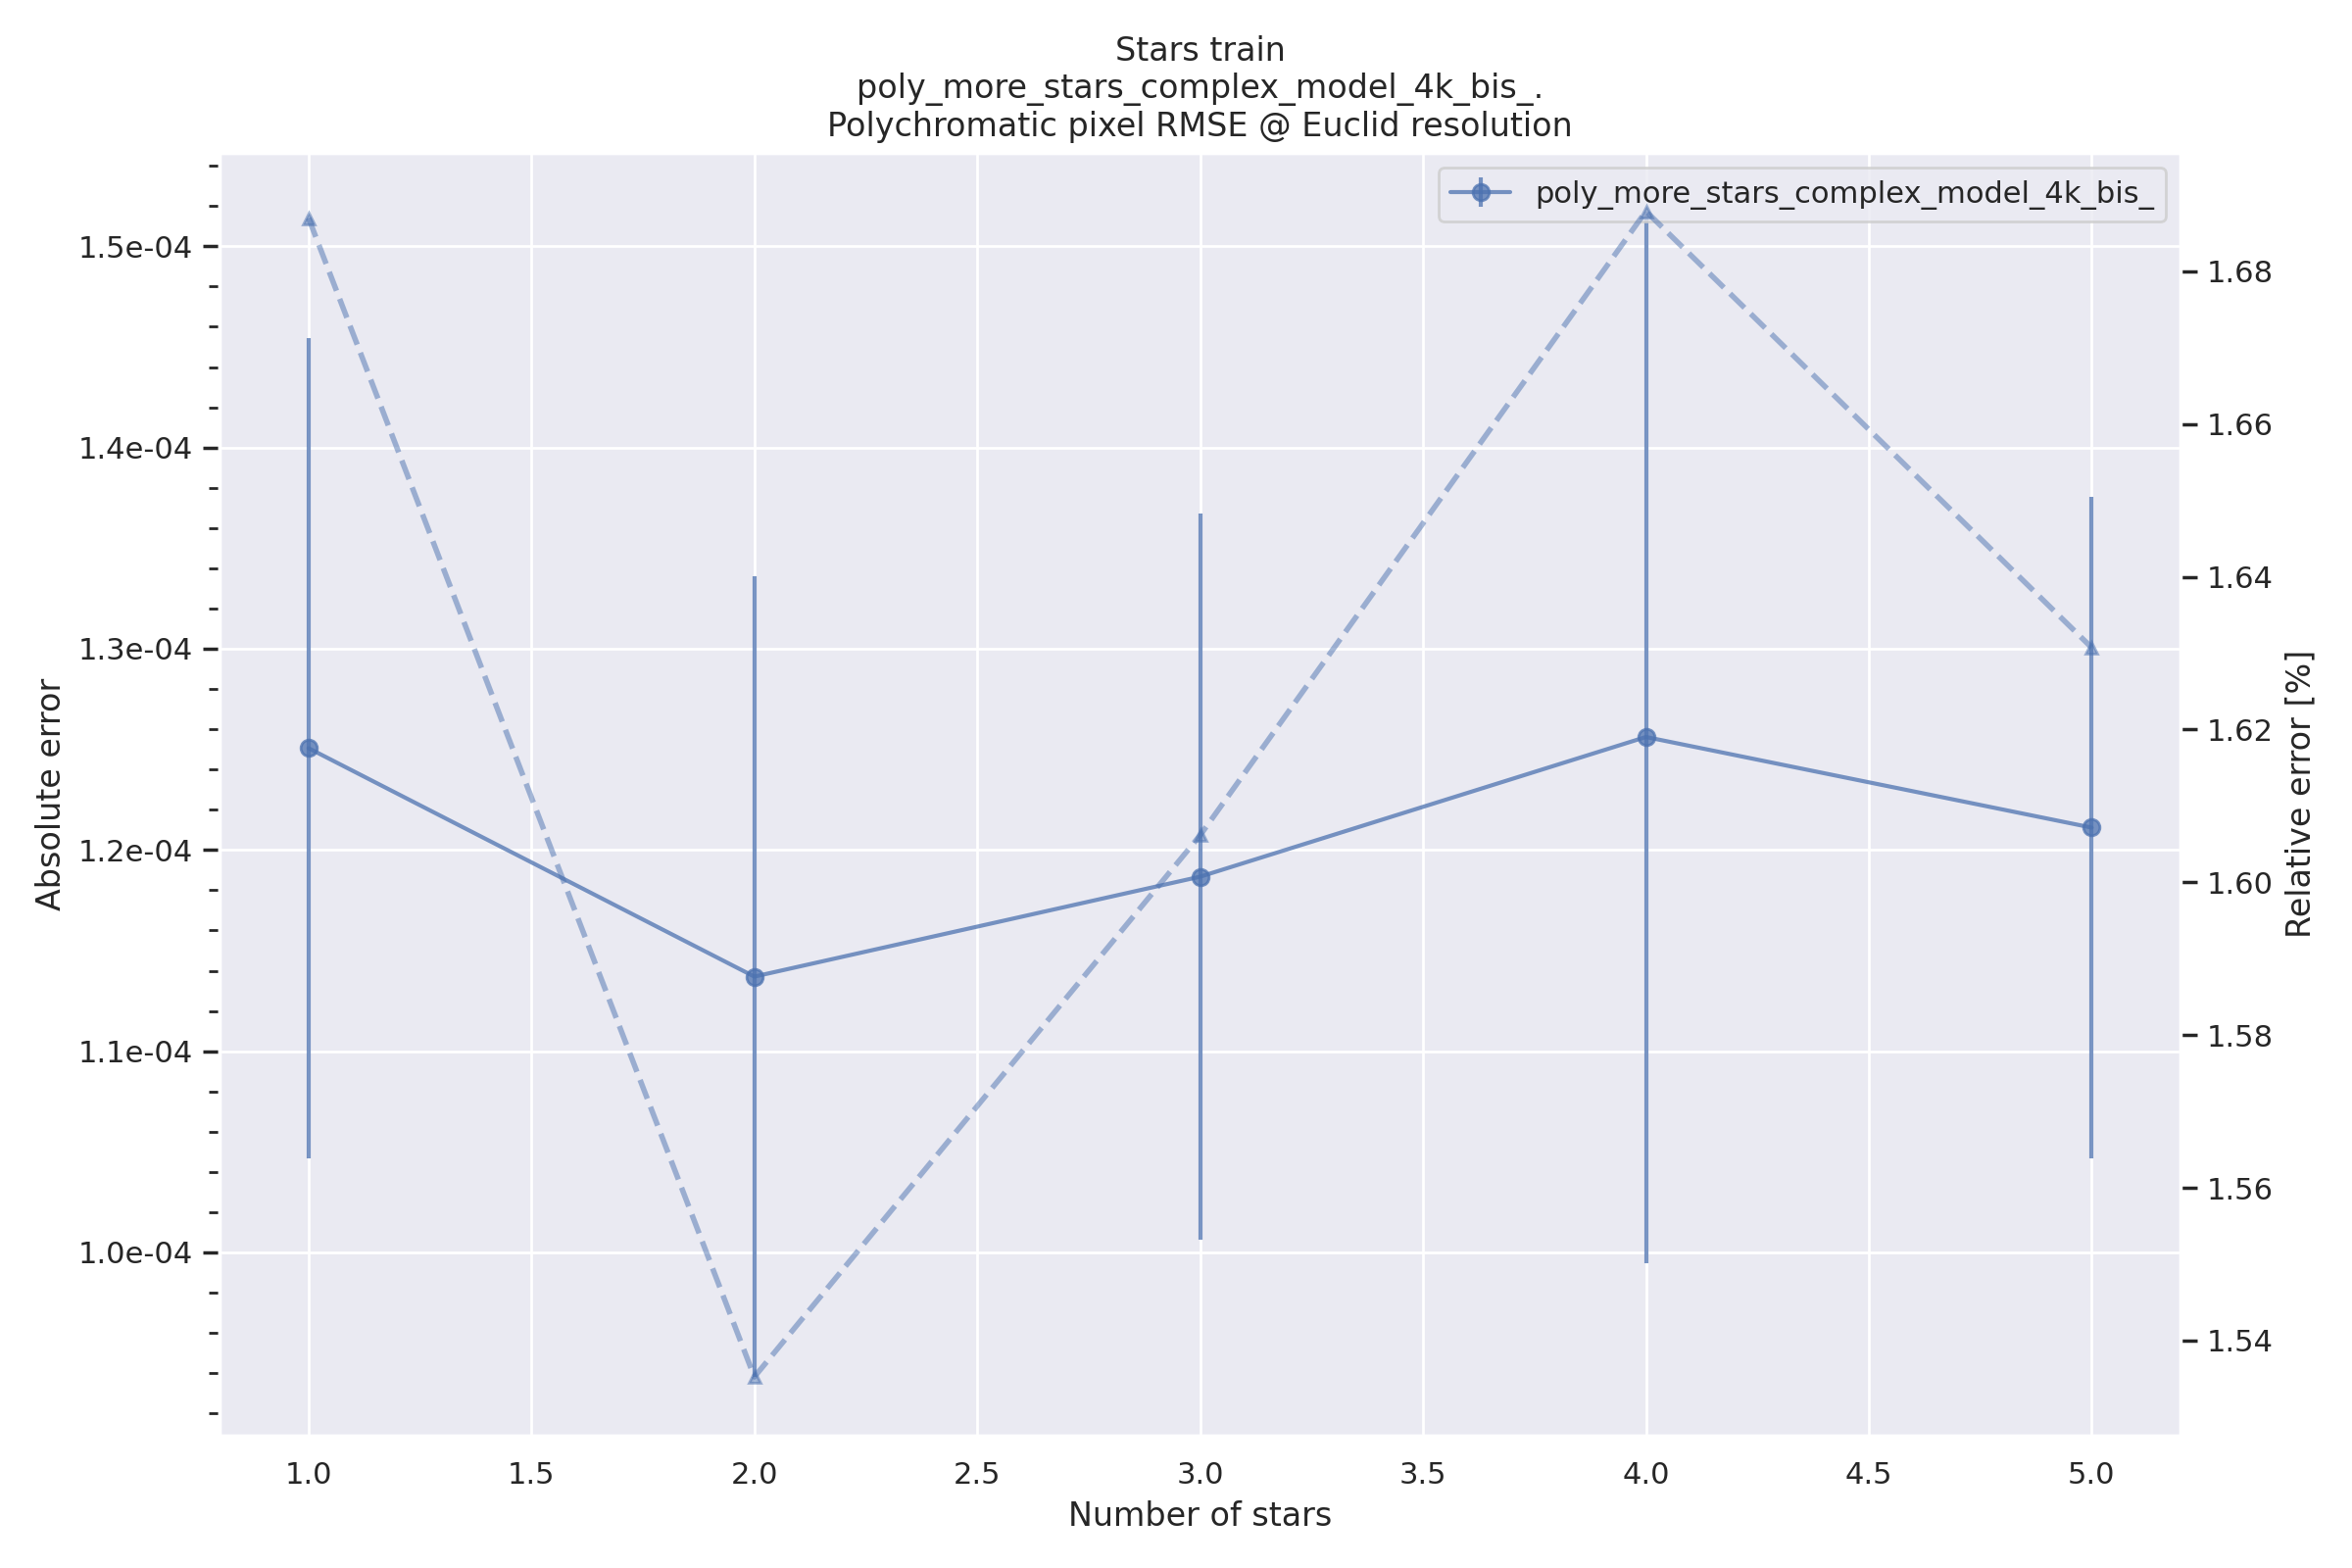 Stars train
poly_more_stars_complex_model_4k_bis_.
Polychromatic pixel RMSE @ Euclid resolution
poly_more_stars_complex_model_4k_bis_
Absolute error
1.5e-04
1.4e-04
1.3e-04
1.2e-04
1.1e-04
1.0e-04
1.68
1.66
1.64
1.62
1.60
1.58
1.56
1.54
Relative error [%]
1.0 1.5 2.0 2.5 3.0 3.5 4.0 4.5 5.0
Number of stars